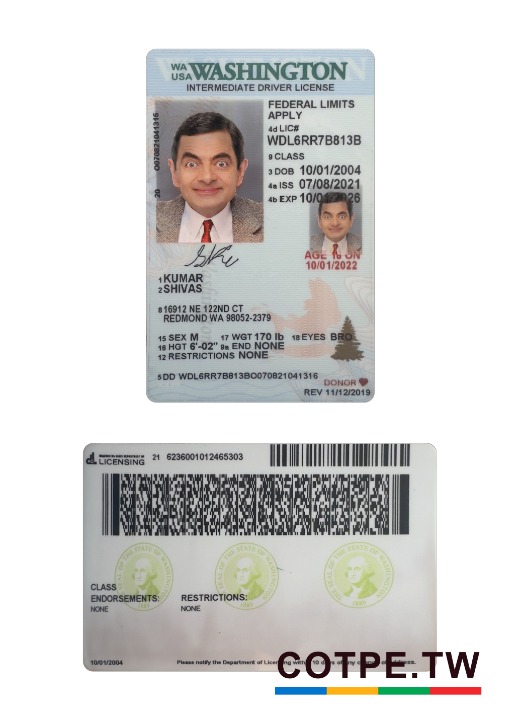 WA
USA WASHINGTON
INTERMEDIATE DRIVER LICENSE
FEDERAL LIMITS
APPLY
4d LIC#
WDL6RR7B813B
9 CLASS
3 DOB 10/01/2004
4a ISS 07/08/2021
4b EXP 10/01/2026
20 O070821041316
AGE 18 ON
10/01/2022
1 KUMAR
2 SHIVAS
8 16912 NE 122ND CT
REDMOND WA 98052-2379
15 SEX M 17 WGT 170 lb 18 EYES BRO
16 HGT 6'-02" 9a END NONE
12 RESTRICTIONS NONE
5 DD WDL6RR7B813BO070821041316
DONOR
REV 11/12/2019
LICENSING 21 6236001012465303
CLASS
ENDORSEMENTS: RESTRICTIONS:
NONE NONE
10/01/2004 Please notify the Department of Licensing within 10 days of any change of address.
COTPE.TW